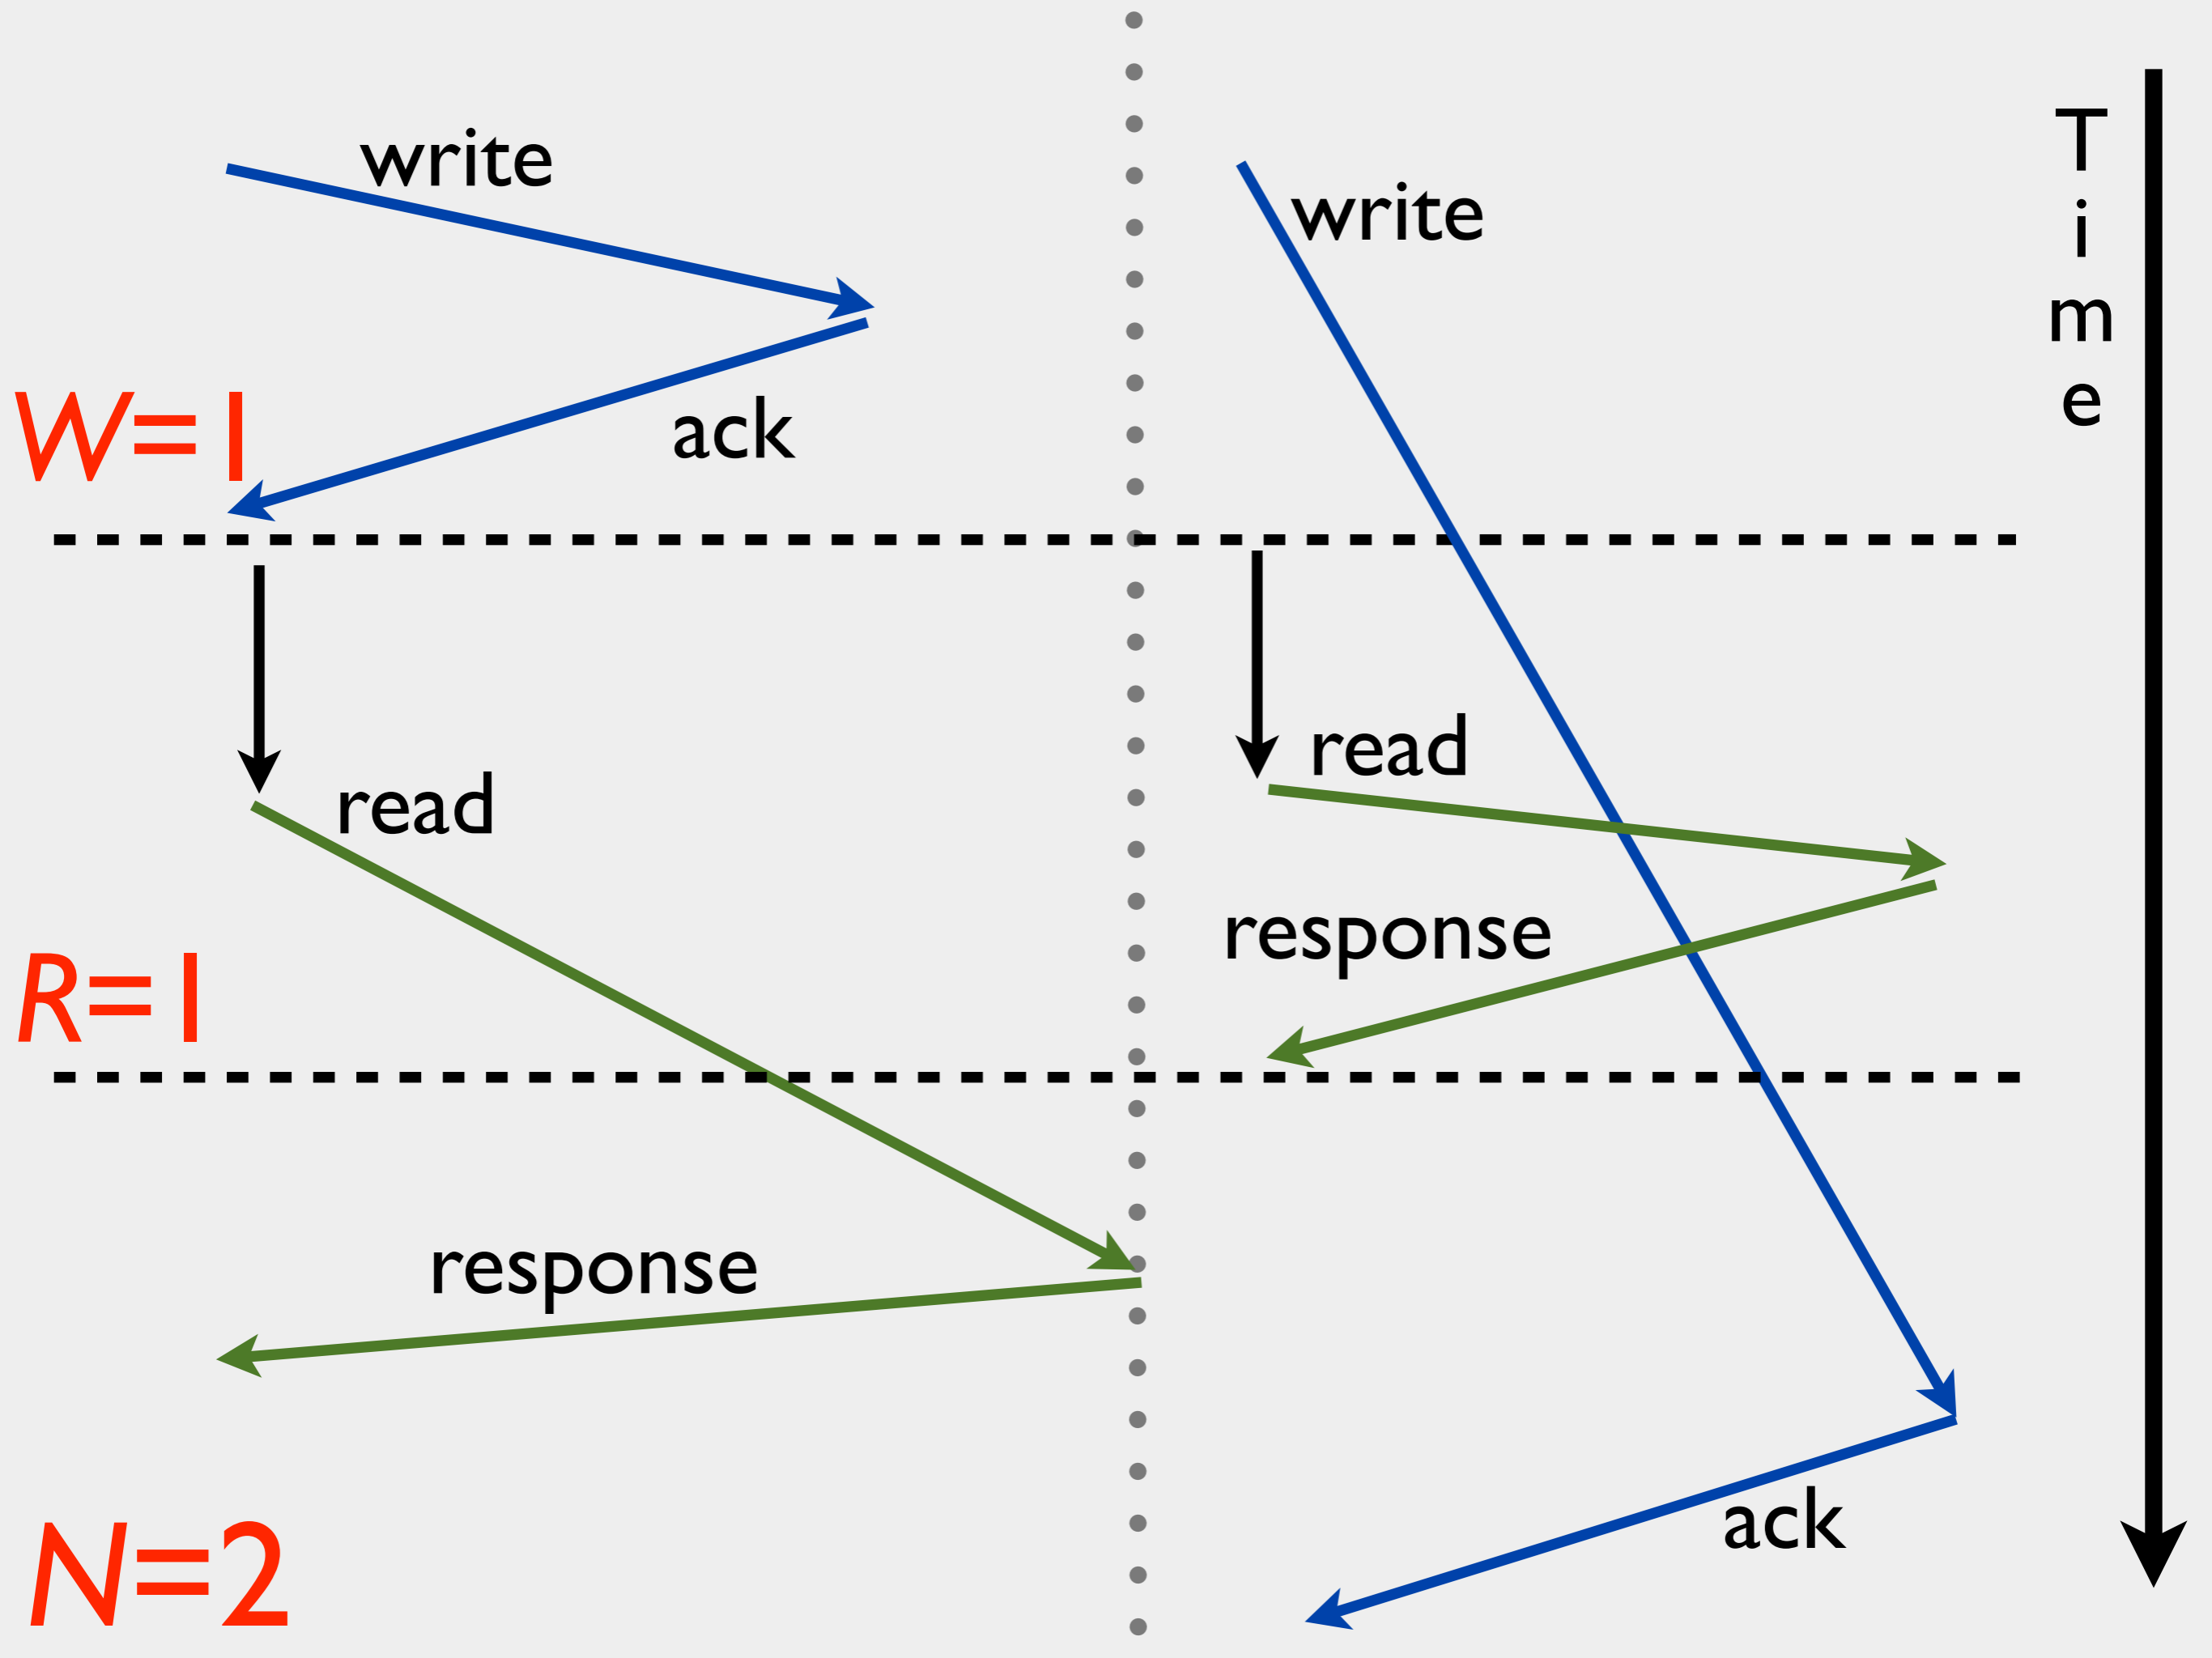 write
write
T
i
m
e
W=1
ack
read
read
response
R=1
response
ack
N=2